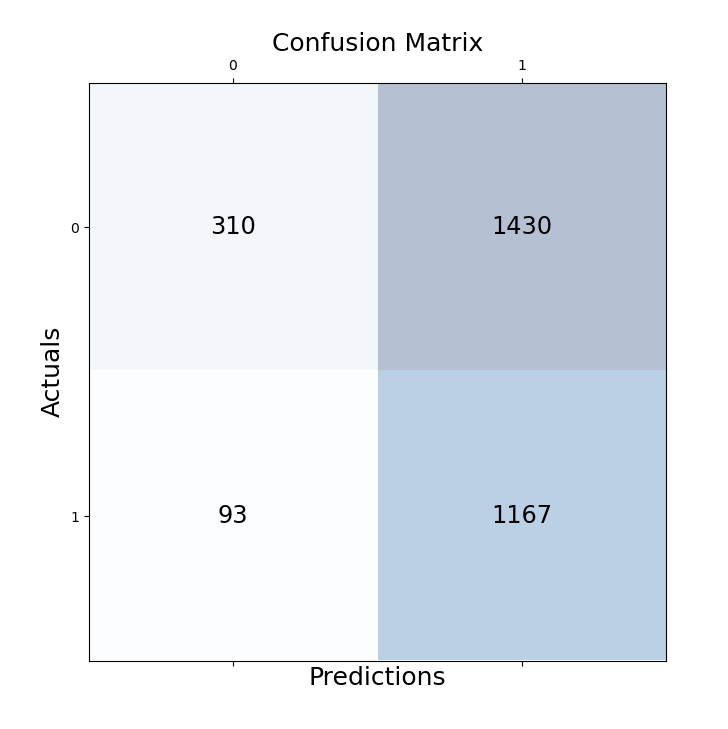 Confusion Matrix
0 1
0 310 1430
Actuals
1 93 1167
Predictions